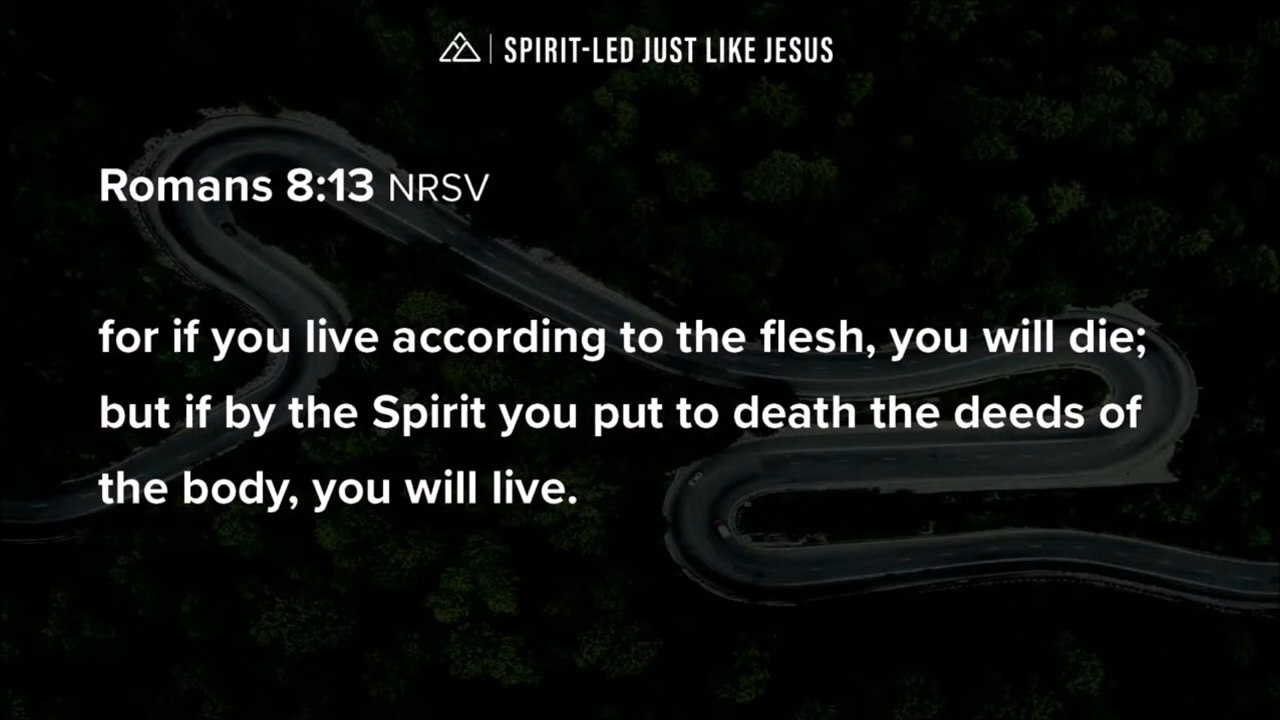 SPIRIT-LED JUST LIKE JESUS
Romans 8:13 NRSV
for if you live according to the flesh, you will die;
but if by the Spirit you put to death the deeds of
the body, you will live.